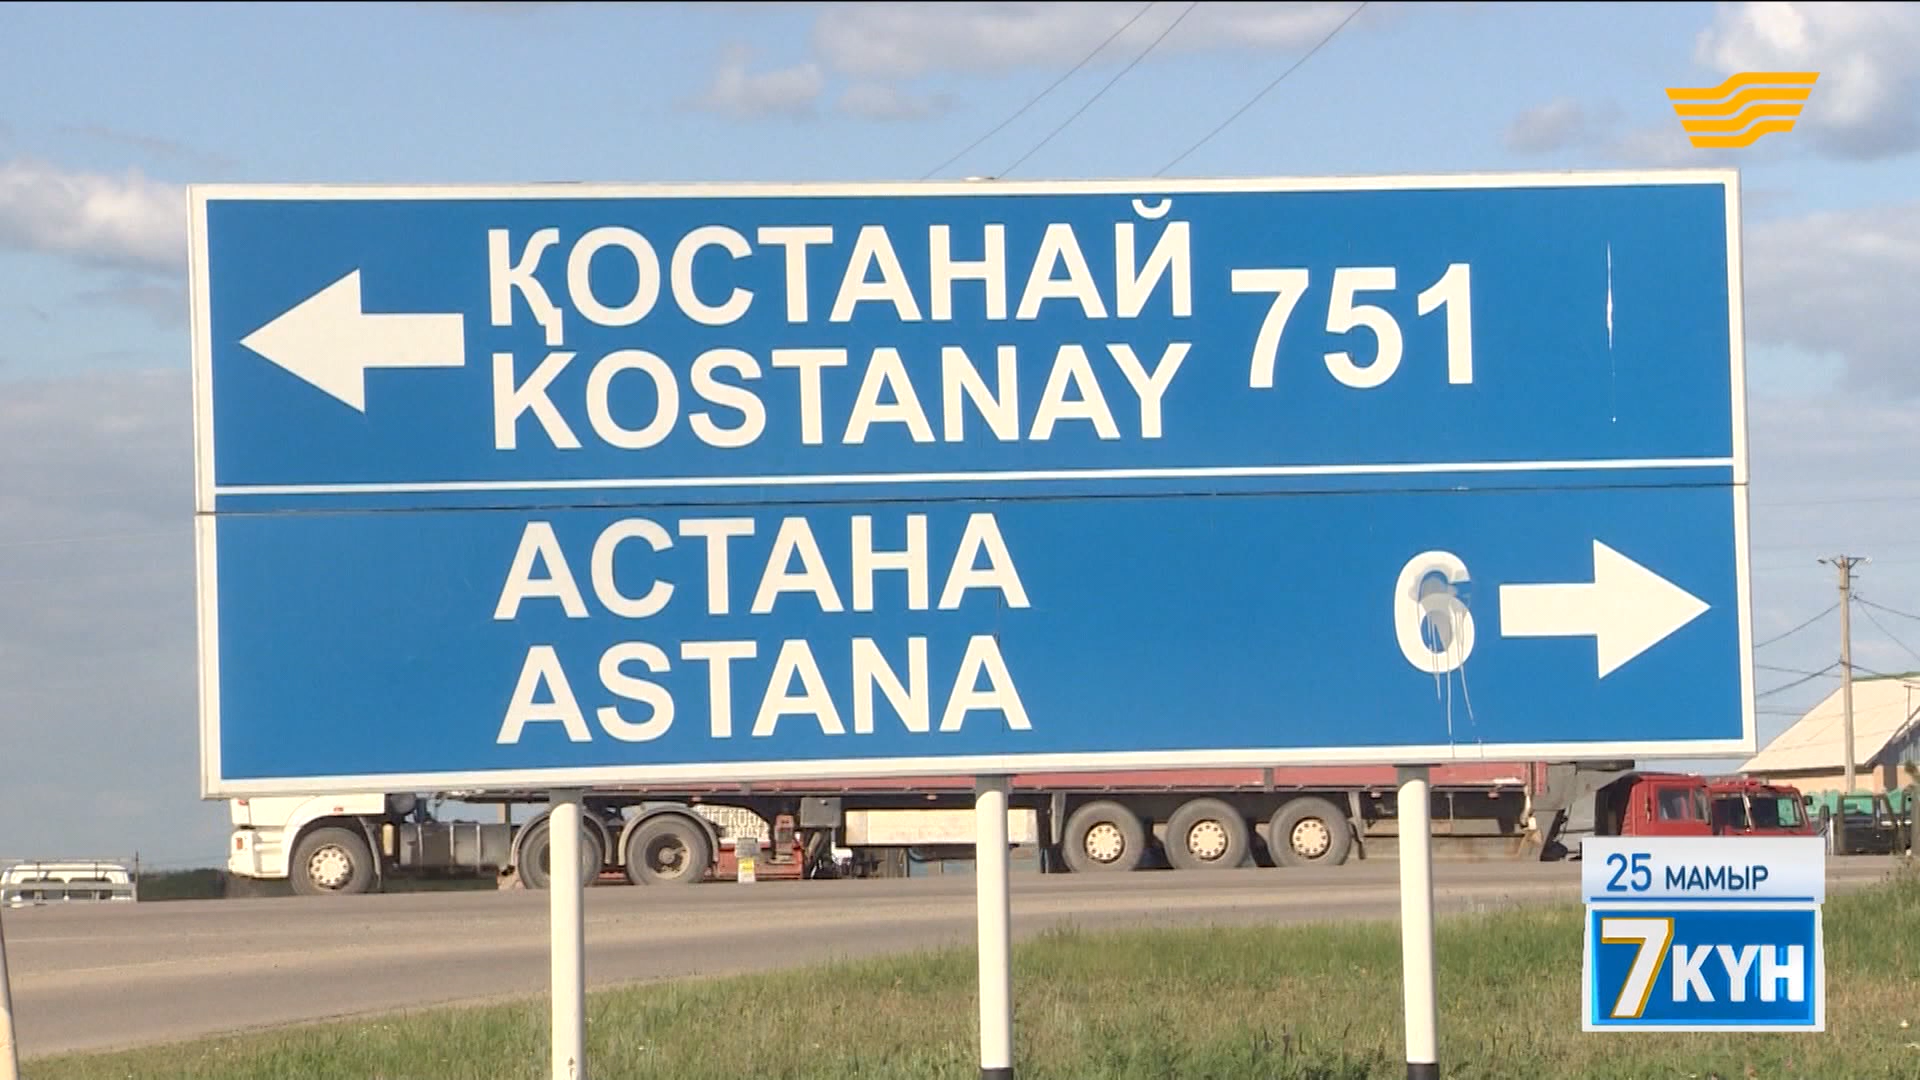 ҚОСТАНАЙ 751
KOSTANAY
АСТАНА 6
ASTANA
25 МАМЫР
7КҮН